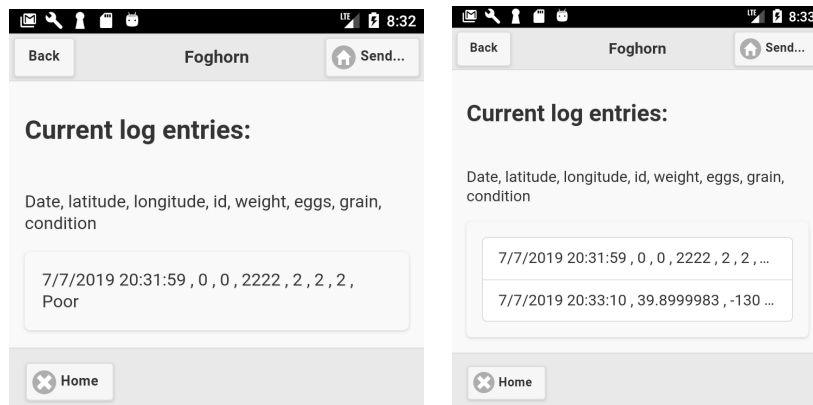 LTE 8:32
Back Foghorn Send...
Current log entries:
Date, latitude, longitude, id, weight, eggs, grain,
condition
7/7/2019 20:31:59 , 0 , 0 , 2222 , 2 , 2 , 2 ,
Poor
Home
LTE 8:33
Back Foghorn Send...
Current log entries:
Date, latitude, longitude, id, weight, eggs, grain,
condition
7/7/2019 20:31:59 , 0 , 0 , 2222 , 2 , 2 , ...
7/7/2019 20:33:10 , 39.8999983 , -130 ...
Home